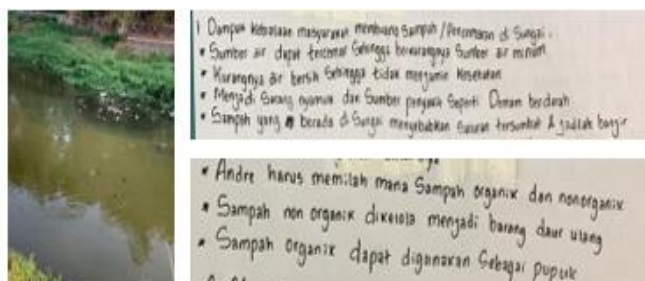 1 Dampak kebiasaan masyarakat membuang Sampah / Pencemaran di Sungai.
• Sumber air dapat tercemar Sehingga berkurangnya Sumber air minum
• Kurangnya air bersih Sehingga tidak menjamin kesehatan
• Menjadi Sarang nyamuk dan Sumber penyakit Seperti Demam berdarah
• Sampah yang berada di Sungai menyebabkan Saluran tersumbat & jadilah banjir
• Andre harus memilah mana Sampah organik dan nonorganik
• Sampah non organik dikelola menjadi barang daur ulang
• Sampah organik dapat digunakan Sebagai pupuk